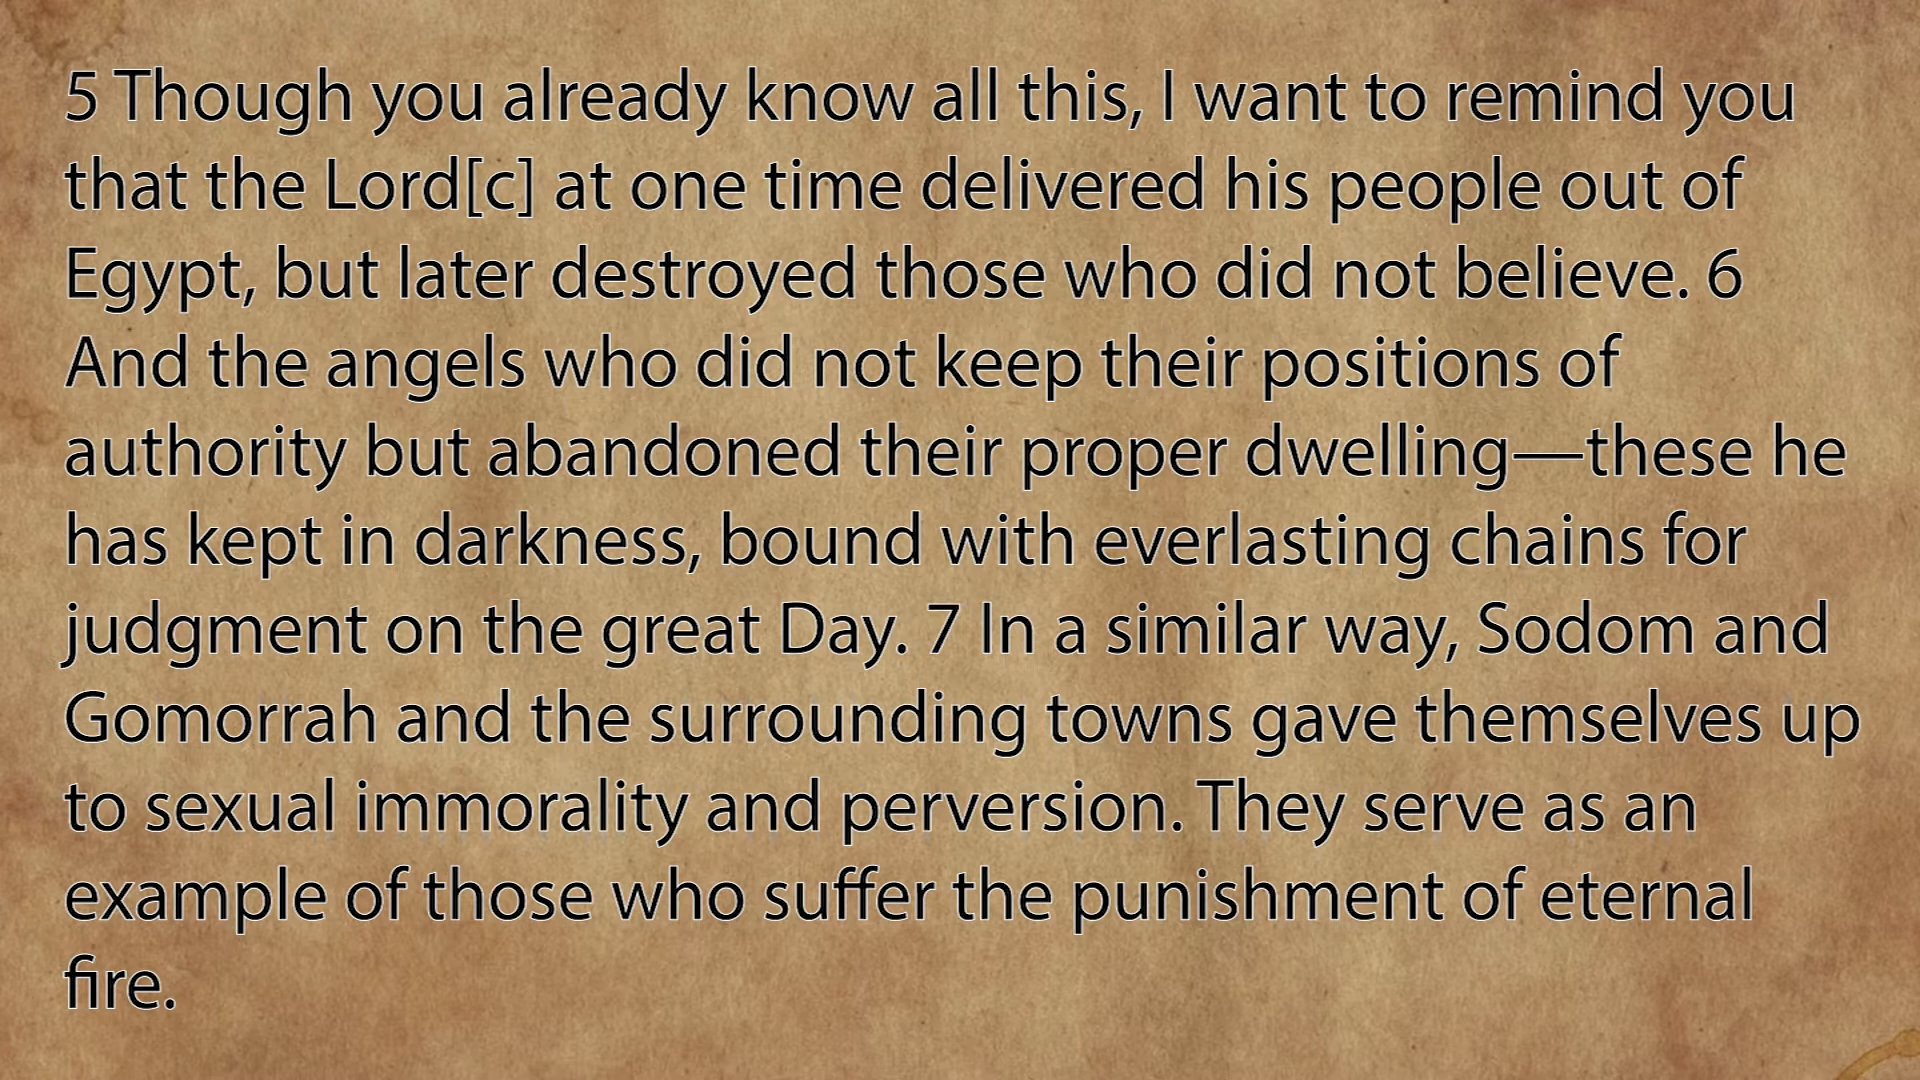 5 Though you already know all this, I want to remind you
that the Lord[c] at one time delivered his people out of
Egypt, but later destroyed those who did not believe. 6
And the angels who did not keep their positions of
authority but abandoned their proper dwelling—these he
has kept in darkness, bound with everlasting chains for
judgment on the great Day. 7 In a similar way, Sodom and
Gomorrah and the surrounding towns gave themselves up
to sexual immorality and perversion. They serve as an
example of those who suffer the punishment of eternal
fire.